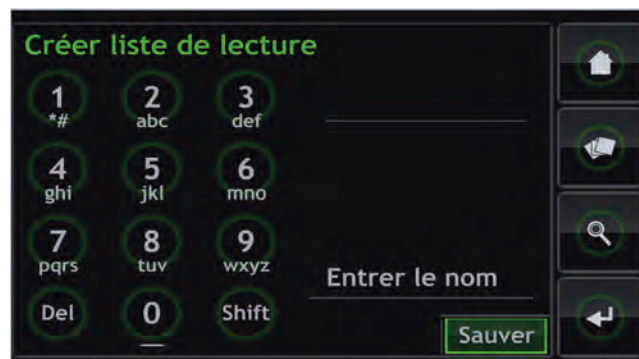 Créer liste de lecture
1 2 3
*# abc def
4 5 6
ghi jkl mno
7 8 9
pqrs tuv wxyz
Entrer le nom
Del 0 Shift
Sauver